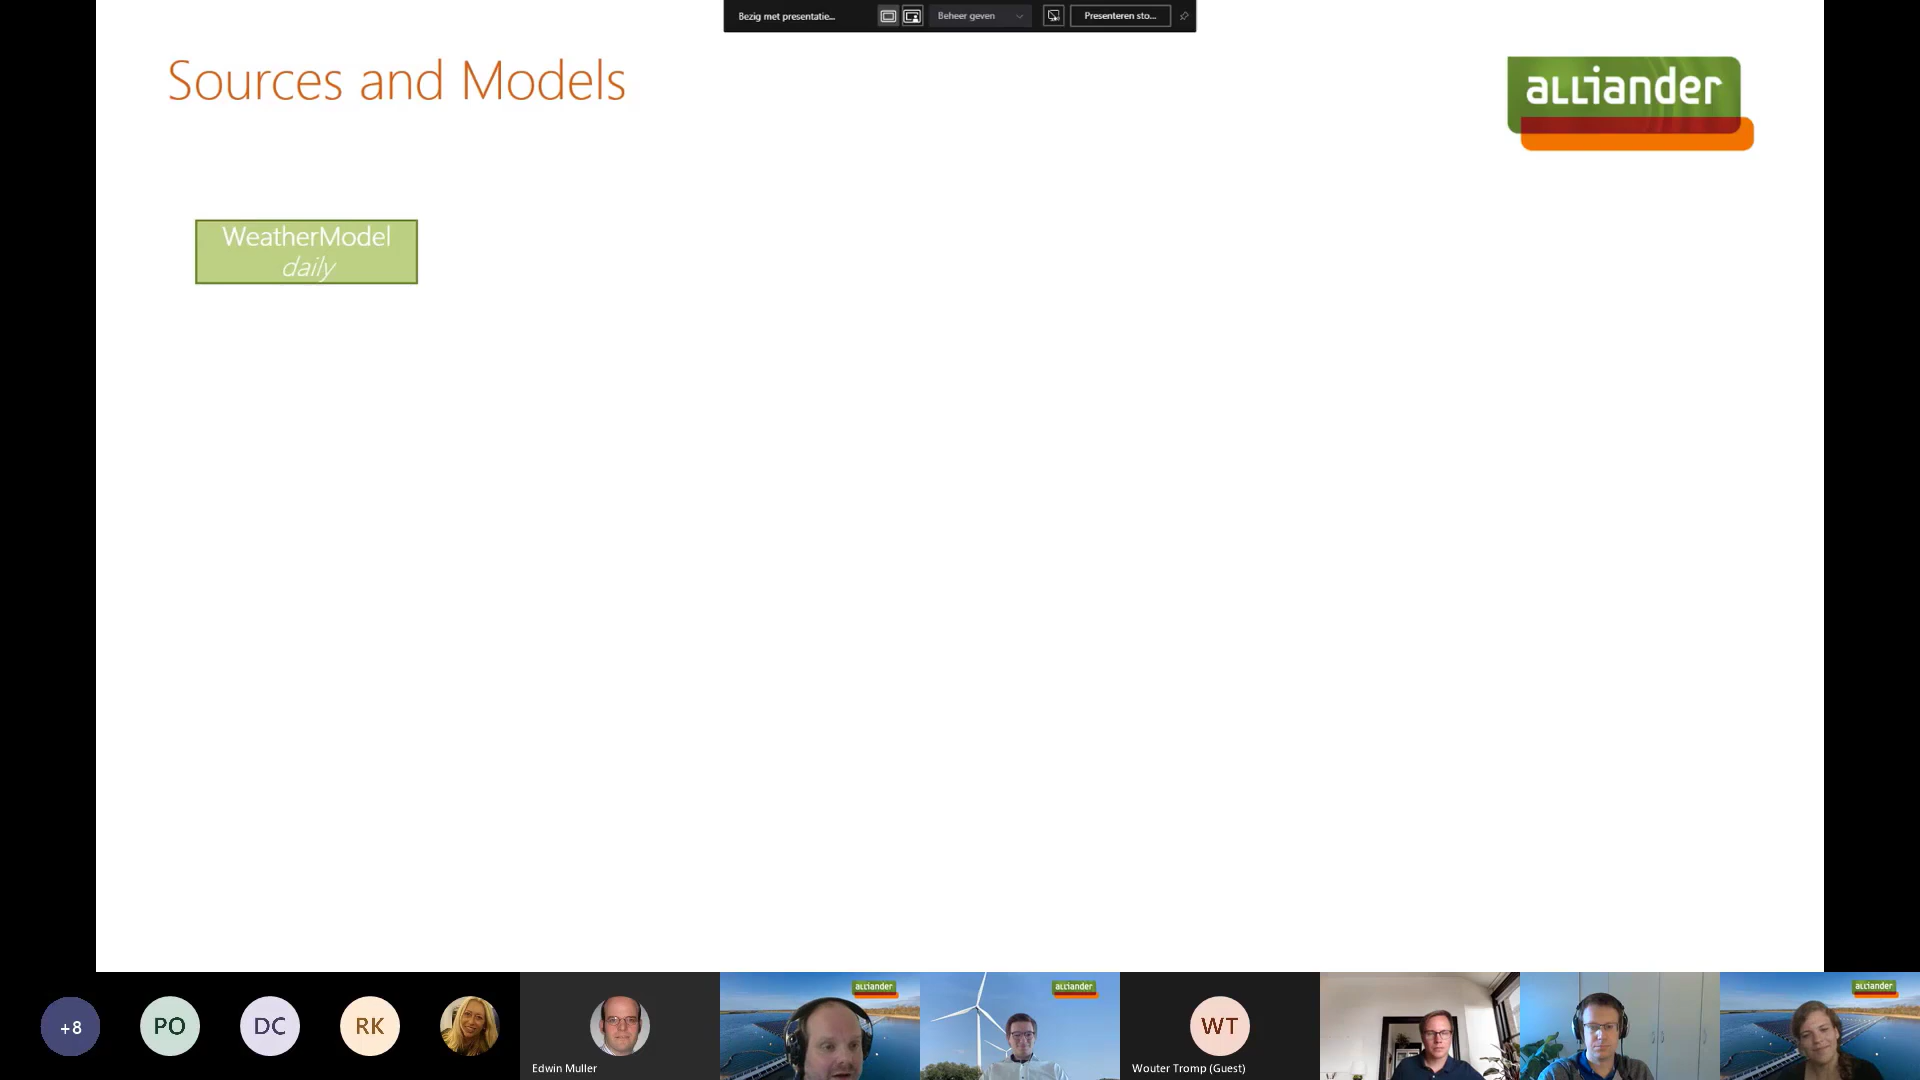 Bezig met presentatie...
Beheer geven
Presenteren sto...
Sources and Models
alliander
WeatherModel
daily
+8
PO
DC
RK
Edwin Muller
alliander
alliander
WT
Wouter Tromp (Guest)
alliander